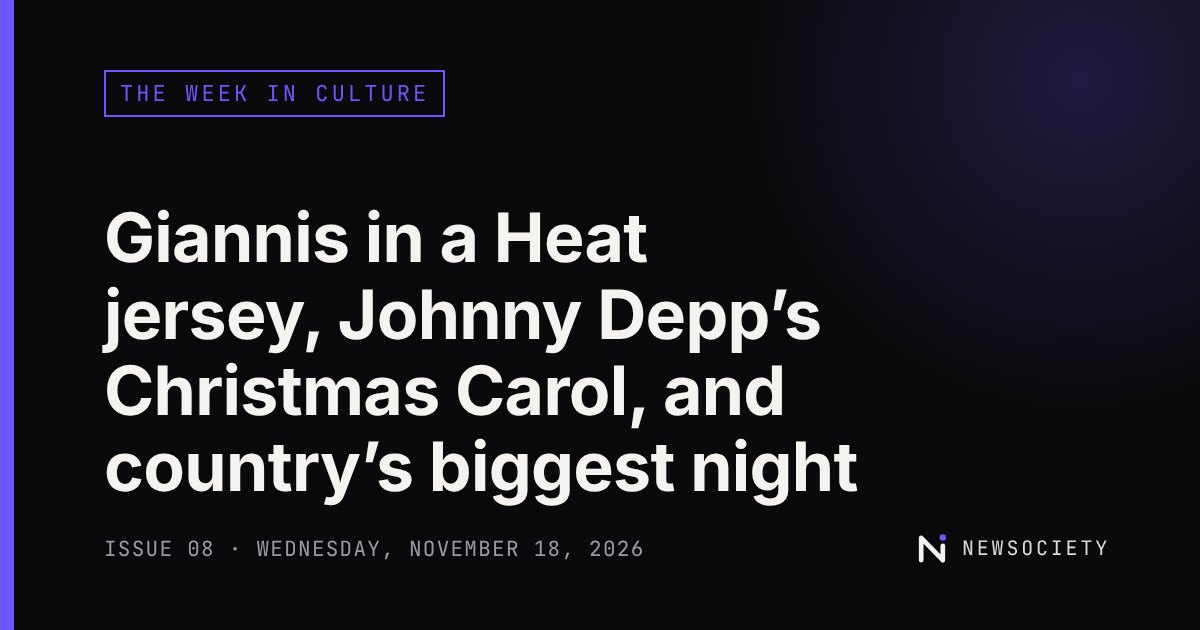 THE WEEK IN CULTURE
Giannis in a Heat
jersey, Johnny Depp’s
Christmas Carol, and
country’s biggest night
ISSUE 08 · WEDNESDAY, NOVEMBER 18, 2026
NEWSOCIETY